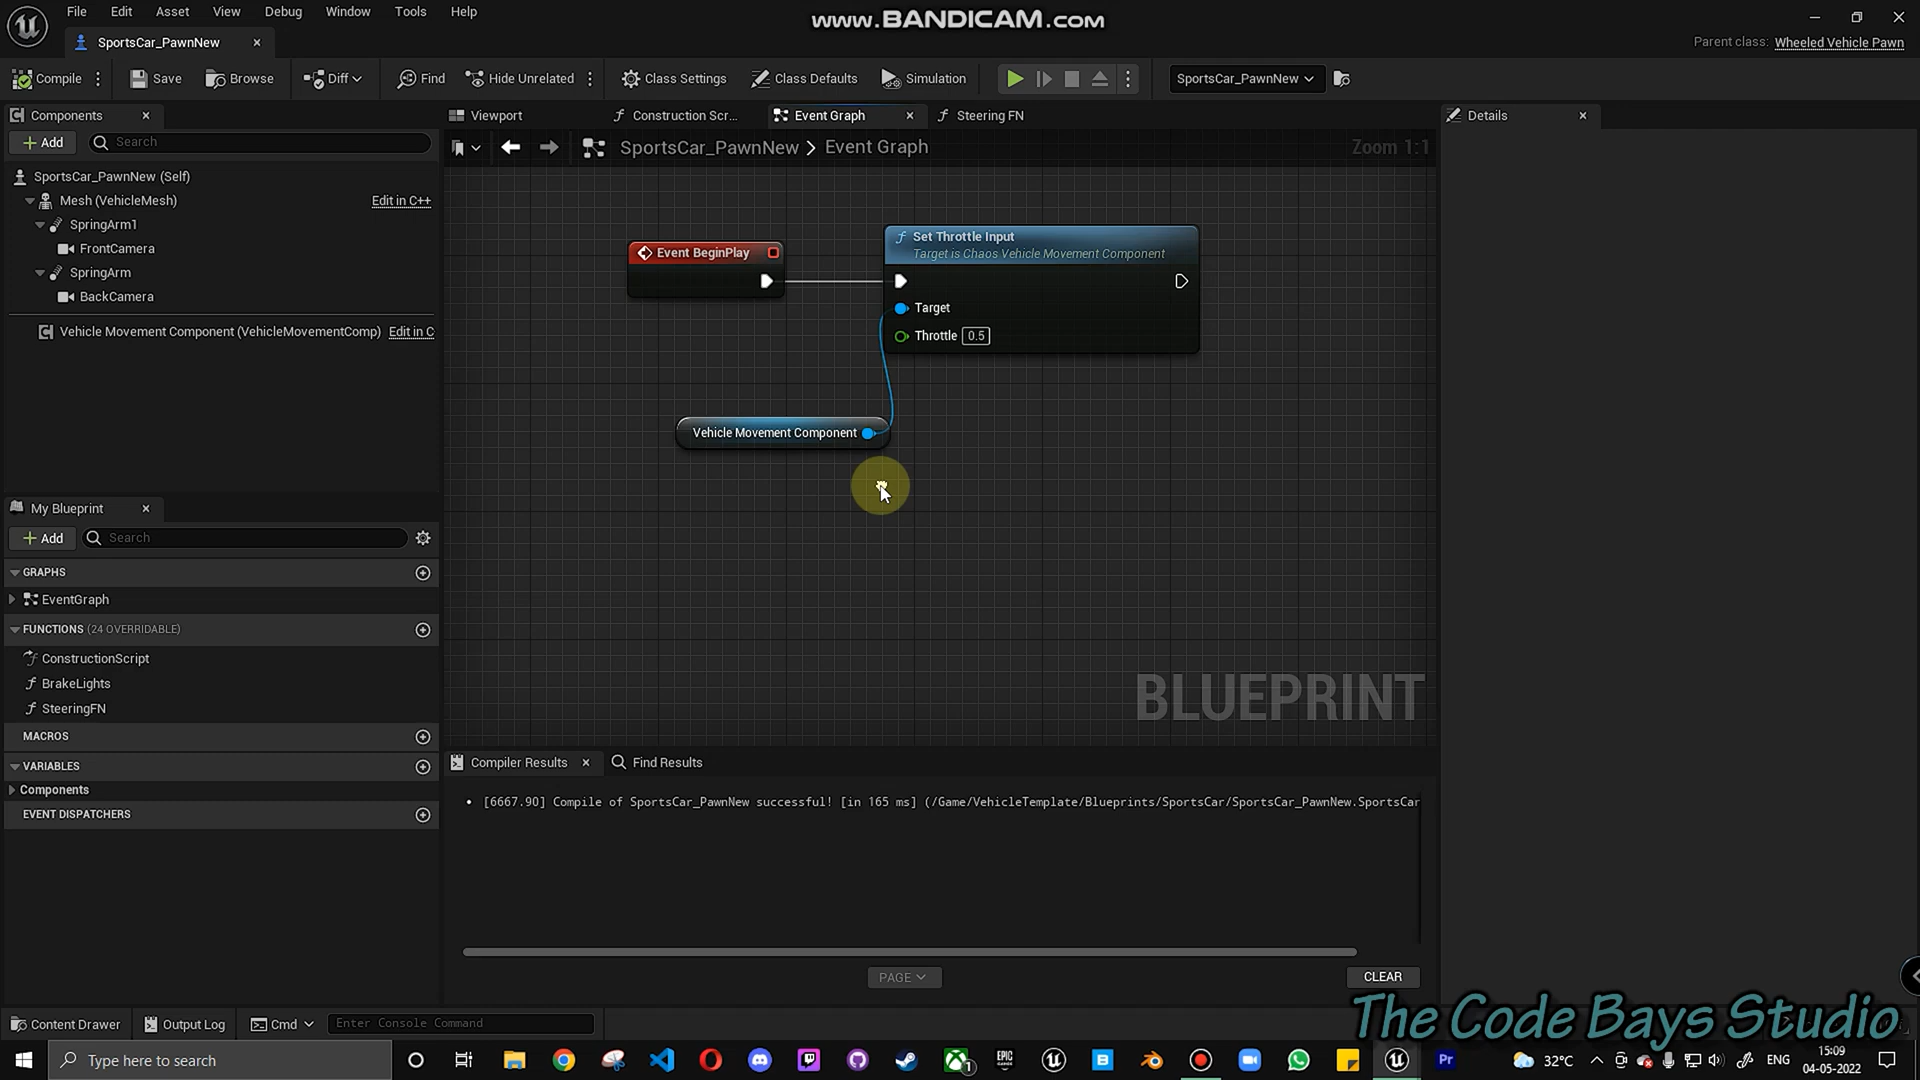 File Edit Asset View Debug Window Tools Help
www.BANDICAM.com
SportsCar_PawnNew
Parent class: Wheeled Vehicle Pawn
Compile Save Browse Diff Find Hide Unrelated Class Settings Class Defaults Simulation SportsCar_PawnNew
Components
Add Search
SportsCar_PawnNew (Self)
Mesh (VehicleMesh) Edit in C++
SpringArm1
FrontCamera
SpringArm
BackCamera
Vehicle Movement Component (VehicleMovementComp) Edit in C
My Blueprint
Add Search
GRAPHS
EventGraph
FUNCTIONS (24 OVERRIDABLE)
ConstructionScript
BrakeLights
SteeringFN
MACROS
VARIABLES
Components
EVENT DISPATCHERS
Viewport Construction Scr... Event Graph Steering FN
SportsCar_PawnNew > Event Graph Zoom 1:1
Event BeginPlay
Set Throttle Input
Target is Chaos Vehicle Movement Component
Target
Throttle 0.5
Vehicle Movement Component
BLUEPRINT
Compiler Results Find Results
[6667.90] Compile of SportsCar_PawnNew successful! [in 165 ms] (/Game/VehicleTemplate/Blueprints/SportsCar/SportsCar_PawnNew.SportsCar
PAGE CLEAR
Details
Content Drawer Output Log Cmd Enter Console Command
The Code Bays Studio
Type here to search
EPIC GAMES
Pr
32°C ENG
15:09
04-05-2022